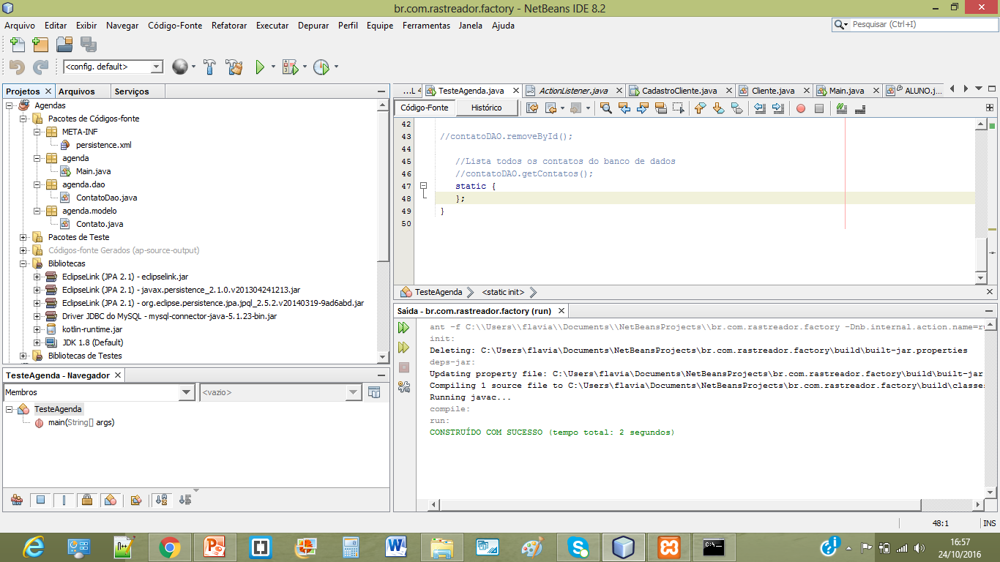 br.com.rastreador.factory - NetBeans IDE 8.2
Arquivo Editar Exibir Navegar Código-Fonte Refatorar Executar Depurar Perfil Equipe Ferramentas Janela Ajuda
Pesquisar (Ctrl+I)
<config. default>
Projetos Arquivos Serviços
Agendas
Pacotes de Códigos-fonte
META-INF
persistence.xml
agenda
Main.java
agenda.dao
ContatoDao.java
agenda.modelo
Contato.java
Pacotes de Teste
Códigos-fonte Gerados (ap-source-output)
Bibliotecas
EclipseLink (JPA 2.1) - eclipselink.jar
EclipseLink (JPA 2.1) - javax.persistence_2.1.0.v201304241213.jar
EclipseLink (JPA 2.1) - org.eclipse.persistence.jpa.jpql_2.5.2.v20140319-9ad6abd.jar
Driver JDBC do MySQL - mysql-connector-java-5.1.23-bin.jar
kotlin-runtime.jar
JDK 1.8 (Default)
Bibliotecas de Testes
TesteAgenda - Navegador
Membros <vazio>
TesteAgenda
main(String[] args)
...L 4 TesteAgenda.java ActionListener.java CadastroCliente.java Cliente.java Main.java ALUNO.j...
Código-Fonte Histórico
42
43 //contatoDAO.removeById();
44
45 //Lista todos os contatos do banco de dados
46 //contatoDAO.getContatos();
47 static {
48 };
49 }
50
TesteAgenda <static init>
Saída - br.com.rastreador.factory (run)
ant -f C:\\Users\\flavia\\Documents\\NetBeansProjects\\br.com.rastreador.factory -Dnb.internal.action.name=ru
init:
Deleting: C:\Users\flavia\Documents\NetBeansProjects\br.com.rastreador.factory\build\built-jar.properties
deps-jar:
Updating property file: C:\Users\flavia\Documents\NetBeansProjects\br.com.rastreador.factory\build\built-jar
Compiling 1 source file to C:\Users\flavia\Documents\NetBeansProjects\br.com.rastreador.factory\build\classe
Running javac...
compile:
run:
CONSTRUÍDO COM SUCESSO (tempo total: 2 segundos)
48:1 INS
16:57
24/10/2016